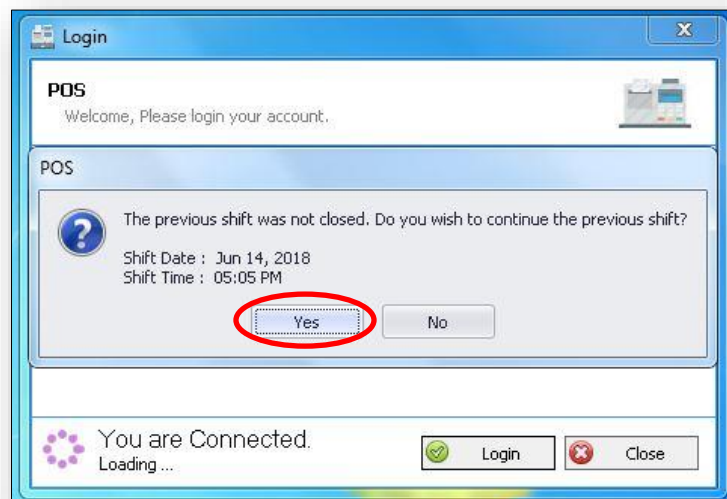 Login
POS
Welcome, Please login your account.
POS
The previous shift was not closed. Do you wish to continue the previous shift?
Shift Date : Jun 14, 2018
Shift Time : 05:05 PM
Yes No
You are Connected.
Loading ...
Login Close